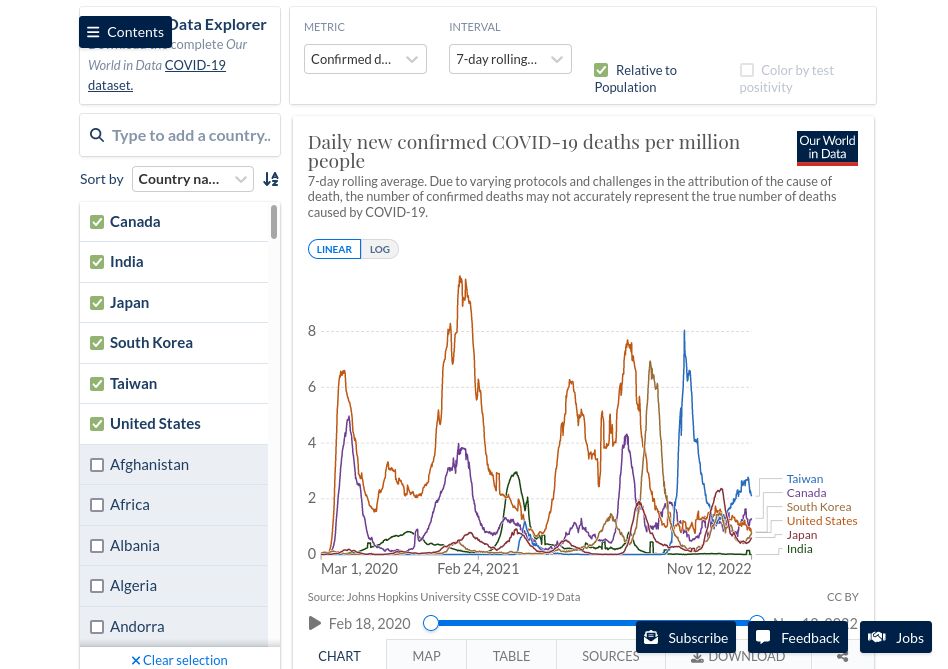 Data Explorer
Contents
complete Our
World in Data COVID-19
dataset.
Type to add a country..
Sort by Country na...
Canada
India
Japan
South Korea
Taiwan
United States
Afghanistan
Africa
Albania
Algeria
Andorra
Clear selection
METRIC
INTERVAL
Confirmed d...
7-day rolling...
Relative to
Population
Color by test
positivity
Daily new confirmed COVID-19 deaths per million
people
Our World
in Data
7-day rolling average. Due to varying protocols and challenges in the attribution of the cause of
death, the number of confirmed deaths may not accurately represent the true number of deaths
caused by COVID-19.
LINEAR LOG
8
6
4
2
0
Mar 1, 2020 Feb 24, 2021 Nov 12, 2022
Taiwan
Canada
South Korea
United States
Japan
India
Source: Johns Hopkins University CSSE COVID-19 Data CC BY
Feb 18, 2020
Subscribe Feedback Jobs
CHART MAP TABLE SOURCES DOWNLOAD